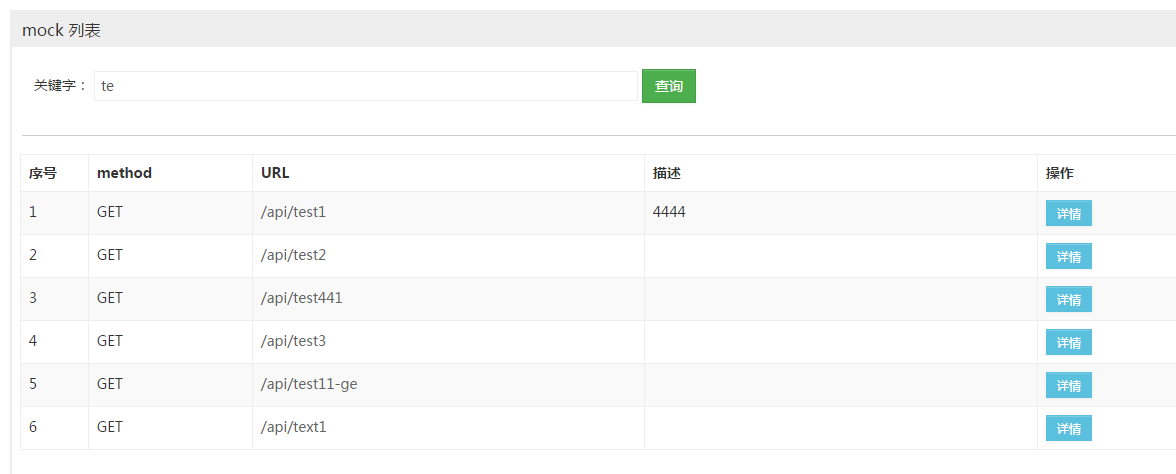 mock 列表
关键字： te 查询
序号 method URL 描述 操作
1 GET /api/test1 4444 详情
2 GET /api/test2 详情
3 GET /api/test441 详情
4 GET /api/test3 详情
5 GET /api/test11-ge 详情
6 GET /api/text1 详情